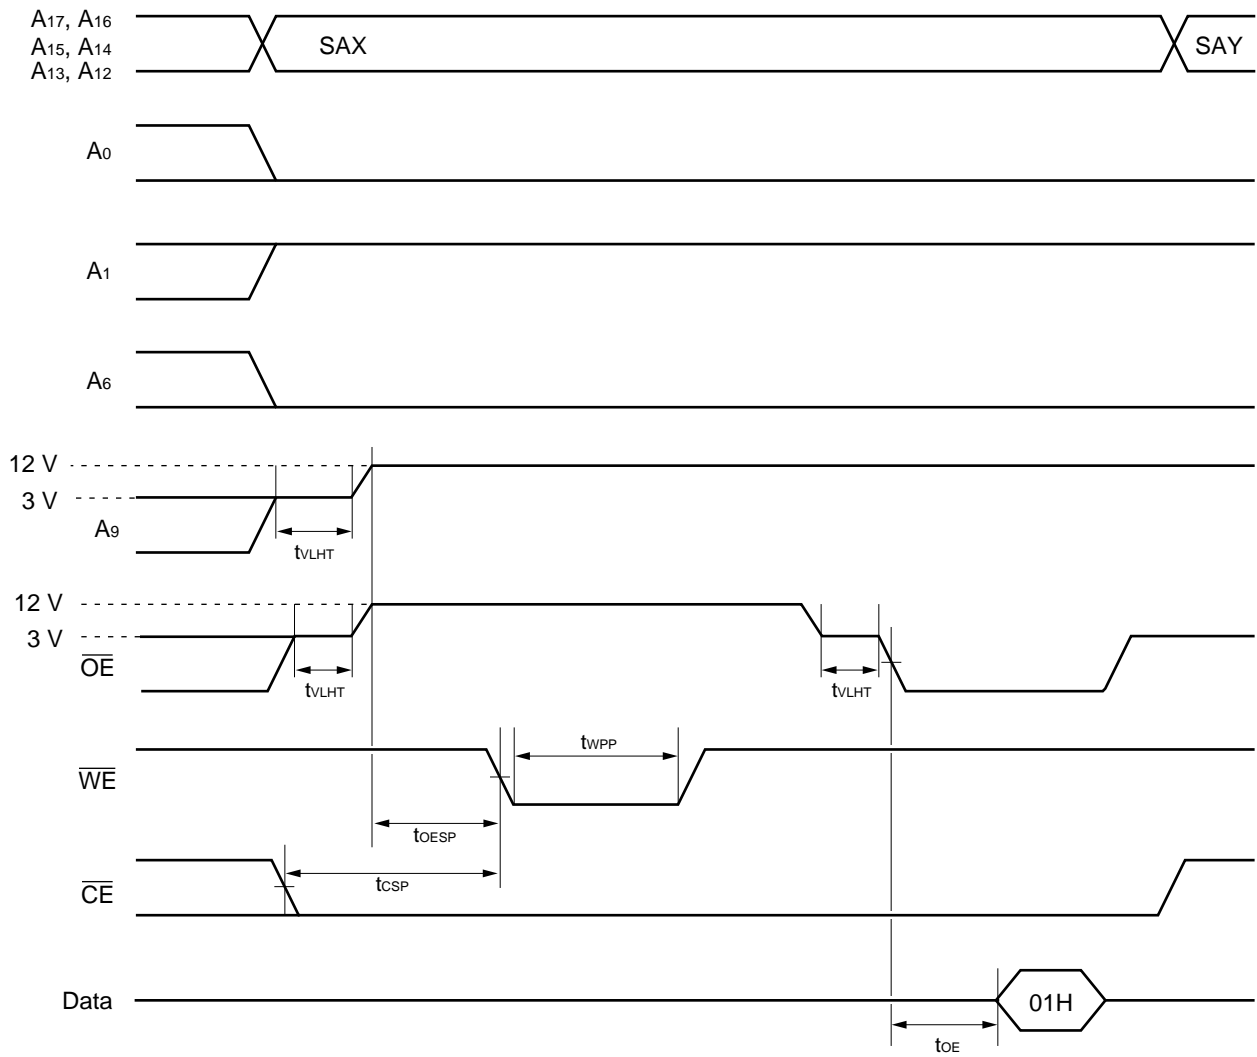 A17, A16
A15, A14
A13, A12
SAX
SAY
A0
A1
A6
12 V
3 V
A9
tVLHT
12 V
3 V
OE
tVLHT
tVLHT
WE
tWPP
tOESP
CE
tCSP
Data
01H
tOE